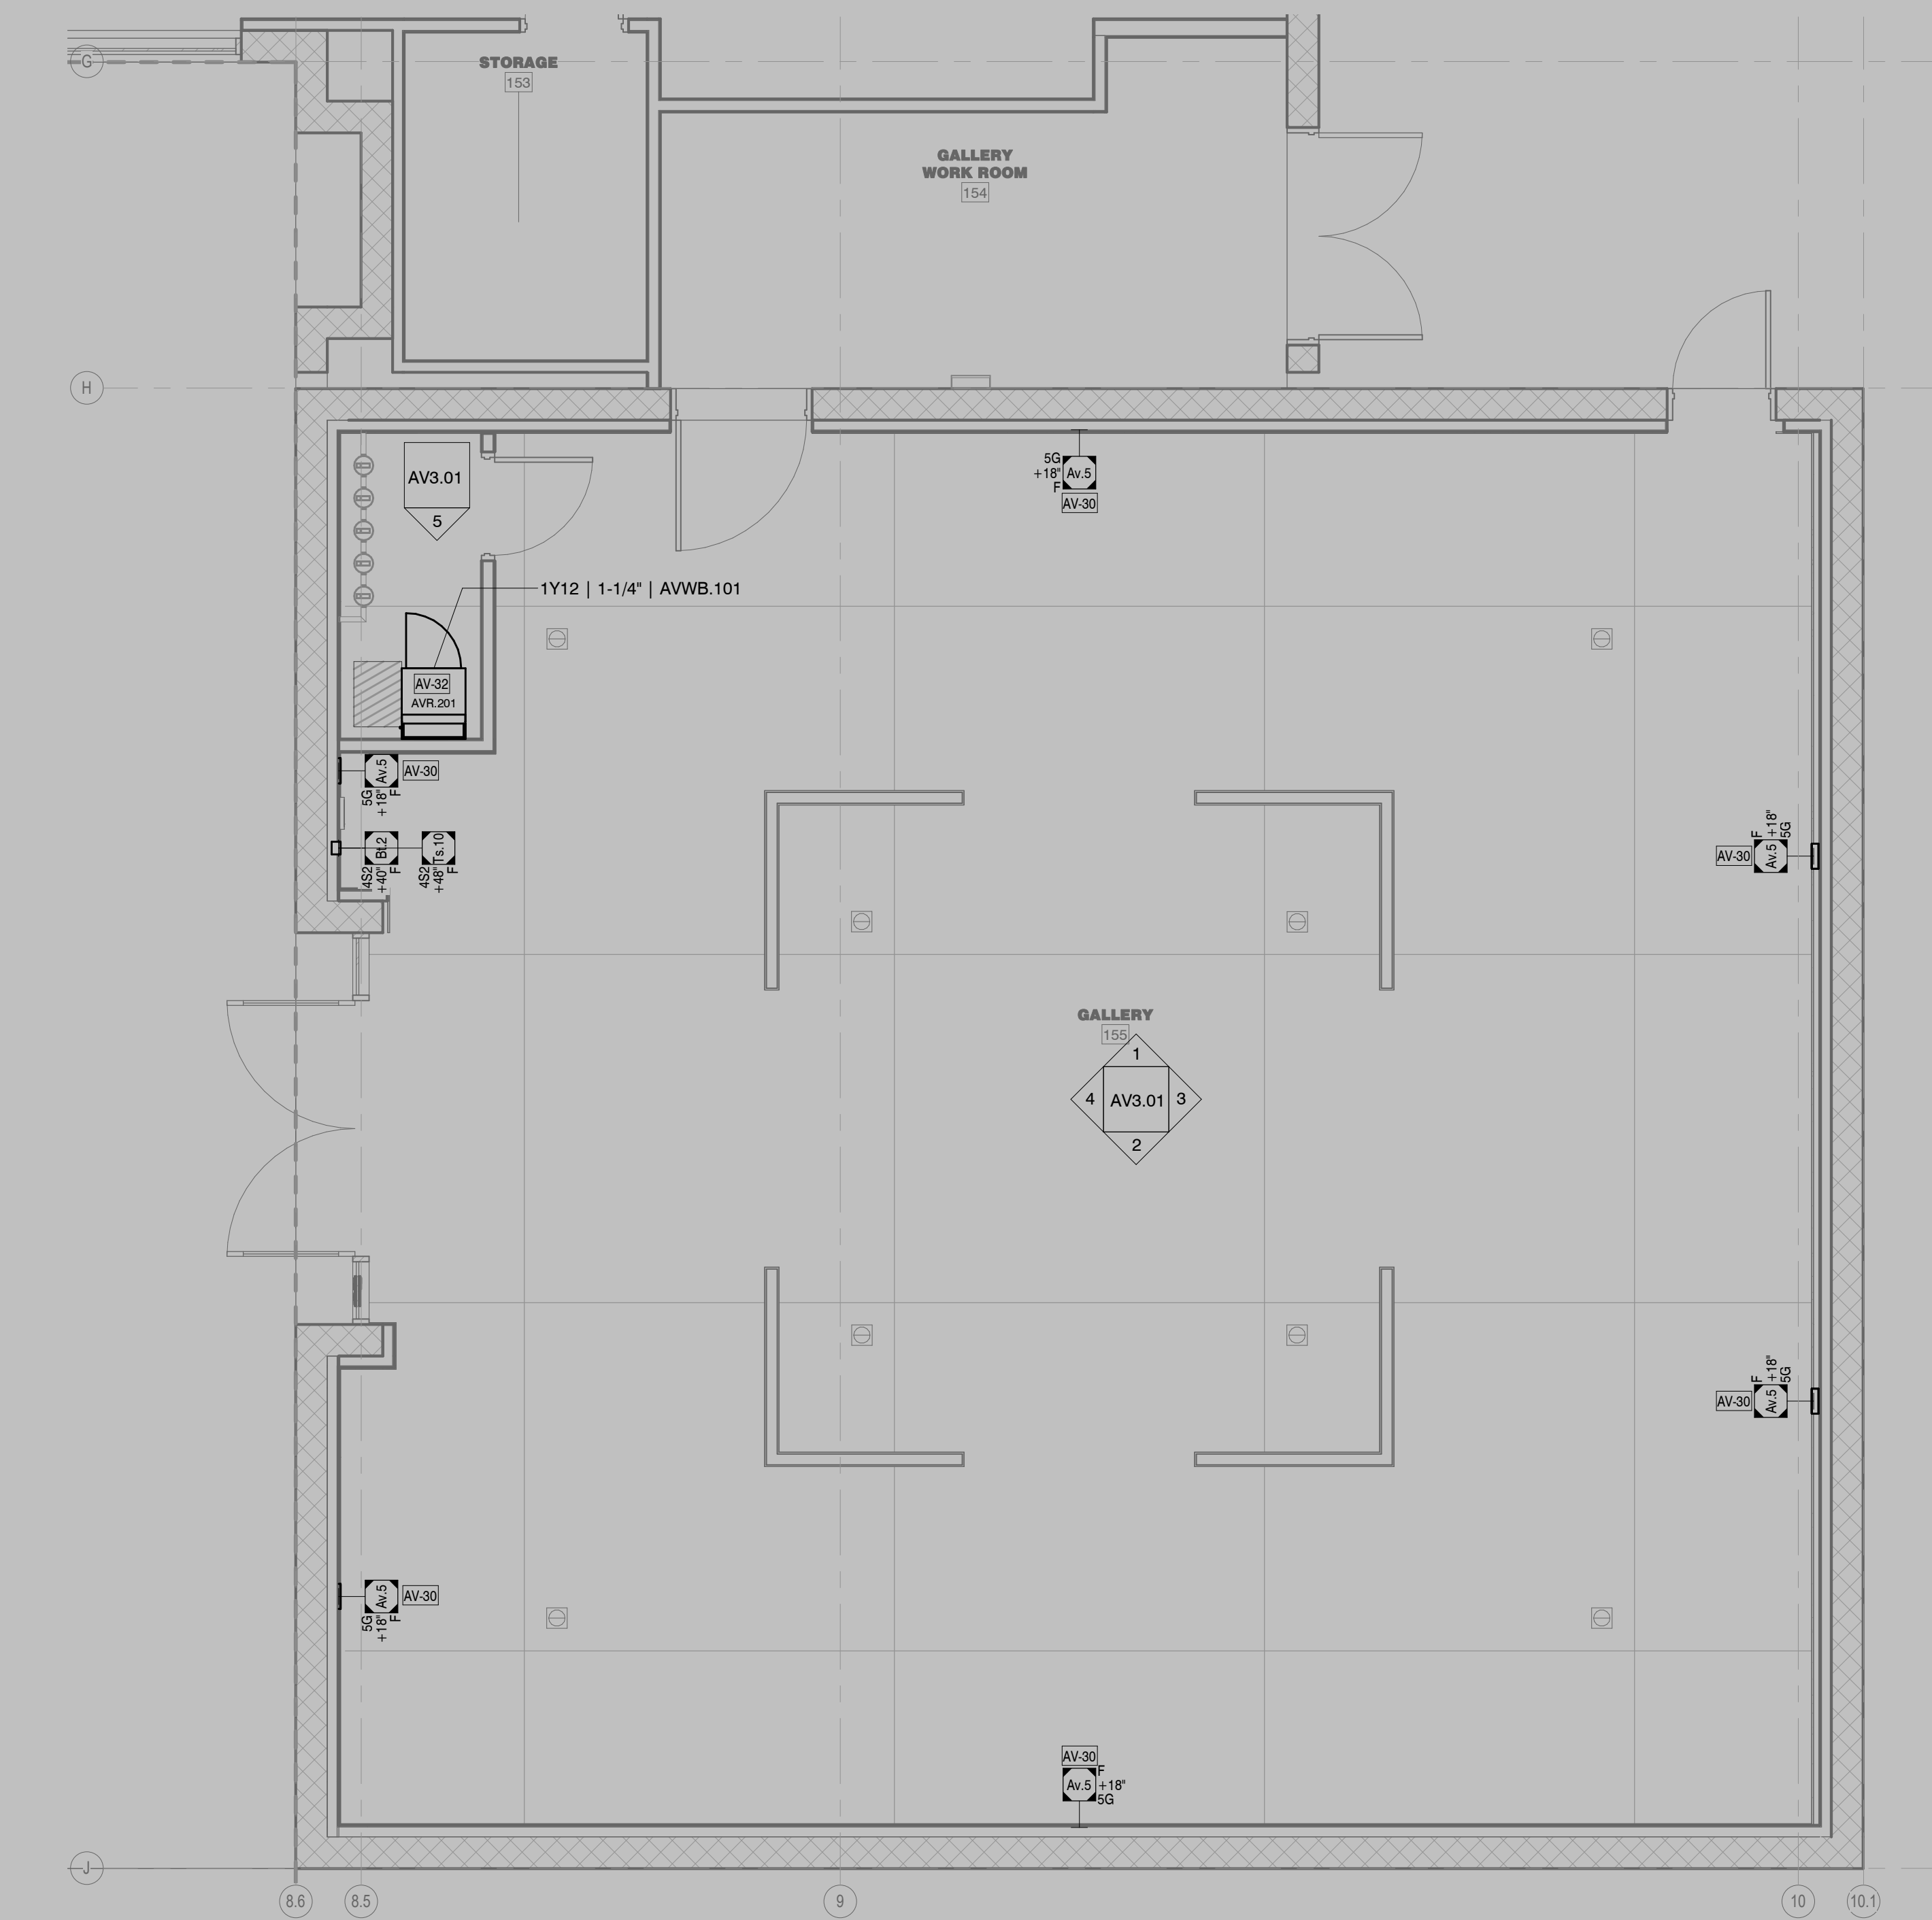 G
STORAGE
153
GALLERY
WORK ROOM
154
H
AV3.01
5
5G
+18"
F
Av.5
AV-30
1Y12 | 1-1/4" | AVWB.101
AV-32
AVR.201
Av.5
AV-30
5G
+18"
F
Bt.2
4S2
+40"
F
Ts.10
4S2
+48"
F
F
+18"
5G
AV-30
Av.5
GALLERY
155
1
4
AV3.01
3
2
F
+18"
5G
AV-30
Av.5
Av.5
AV-30
5G
+18"
F
AV-30
Av.5
F
+18"
5G
J
8.6
8.5
9
10
10.1